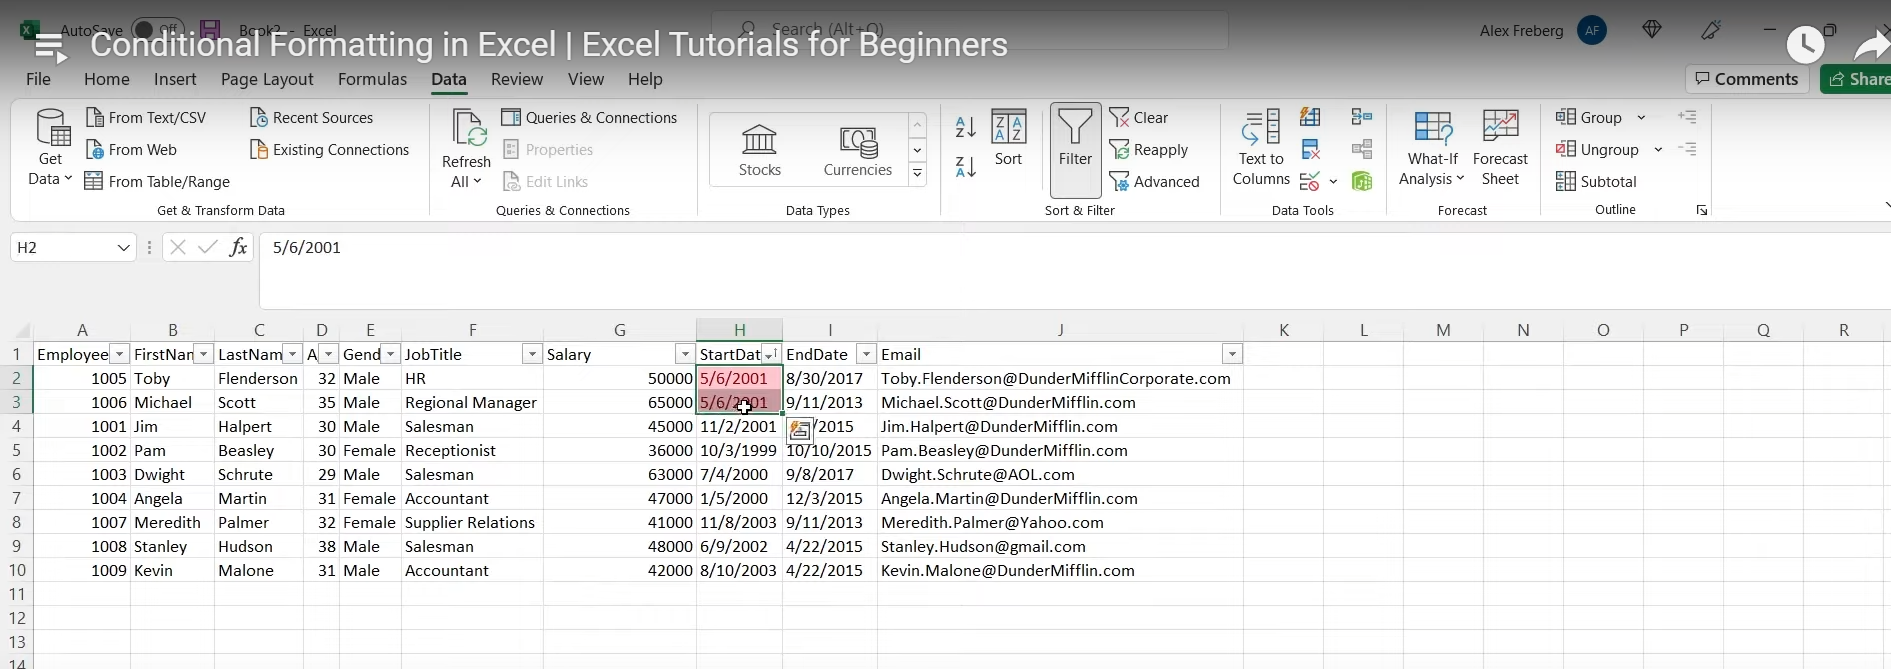 AutoSave Off Book2 - Excel Search (Alt+Q) Alex Freberg AF
Conditional Formatting in Excel | Excel Tutorials for Beginners
File Home Insert Page Layout Formulas Data Review View Help Comments Share
Get Data
From Text/CSV
From Web
From Table/Range
Recent Sources
Existing Connections
Get & Transform Data
Refresh All
Queries & Connections
Properties
Edit Links
Queries & Connections
Stocks
Currencies
Data Types
Sort
Filter
Clear
Reapply
Advanced
Sort & Filter
Text to
Columns
Data Tools
What-If
Analysis
Forecast
Sheet
Forecast
Group
Ungroup
Subtotal
Outline
H2 fx 5/6/2001
A B C D E F G H I J K L M N O P Q R
1 Employee FirstNan LastNam A Gend JobTitle Salary StartDat EndDate Email
2 1005 Toby Flenderson 32 Male HR 50000 5/6/2001 8/30/2017 Toby.Flenderson@DunderMifflinCorporate.com
3 1006 Michael Scott 35 Male Regional Manager 65000 5/6/2001 9/11/2013 Michael.Scott@DunderMifflin.com
4 1001 Jim Halpert 30 Male Salesman 45000 11/2/2001 /2015 Jim.Halpert@DunderMifflin.com
5 1002 Pam Beasley 30 Female Receptionist 36000 10/3/1999 10/10/2015 Pam.Beasley@DunderMifflin.com
6 1003 Dwight Schrute 29 Male Salesman 63000 7/4/2000 9/8/2017 Dwight.Schrute@AOL.com
7 1004 Angela Martin 31 Female Accountant 47000 1/5/2000 12/3/2015 Angela.Martin@DunderMifflin.com
8 1007 Meredith Palmer 32 Female Supplier Relations 41000 11/8/2003 9/11/2013 Meredith.Palmer@Yahoo.com
9 1008 Stanley Hudson 38 Male Salesman 48000 6/9/2002 4/22/2015 Stanley.Hudson@gmail.com
10 1009 Kevin Malone 31 Male Accountant 42000 8/10/2003 4/22/2015 Kevin.Malone@DunderMifflin.com
11
12
13
14